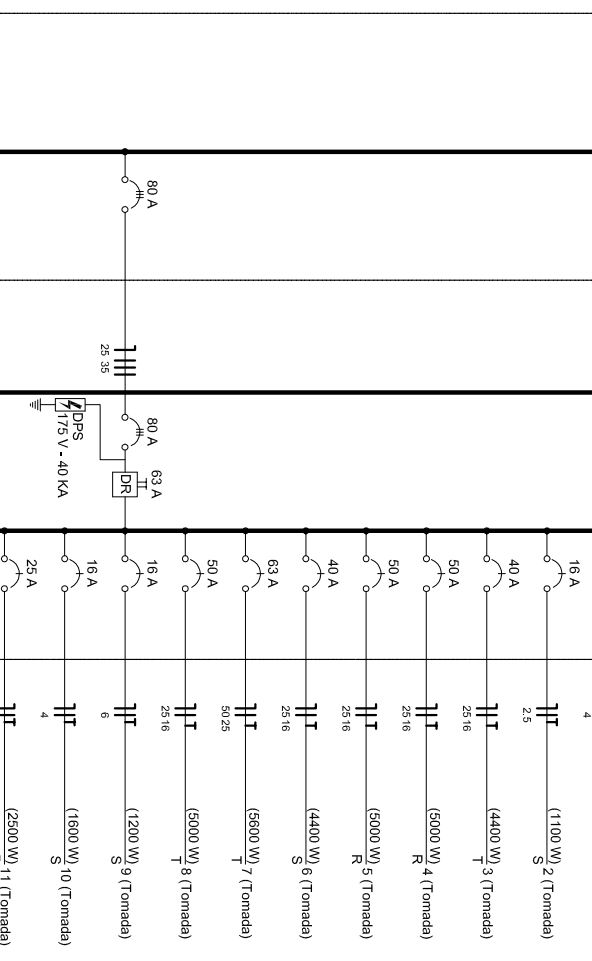 80 A
25 35
80 A
DPS
175 V - 40 KA
63 A
DR
16 A
2.5
(1100 W)
S 2 (Tomada)
40 A
25 16
(4400 W)
T 3 (Tomada)
50 A
25 16
(5000 W)
R 4 (Tomada)
50 A
25 16
(5000 W)
R 5 (Tomada)
40 A
25 16
(4400 W)
S 6 (Tomada)
63 A
50 25
(5600 W)
T 7 (Tomada)
50 A
25 16
(5000 W)
T 8 (Tomada)
16 A
6
(1200 W)
S 9 (Tomada)
16 A
4
(1600 W)
S 10 (Tomada)
25 A
(2500 W)
11 (Tomada)
4